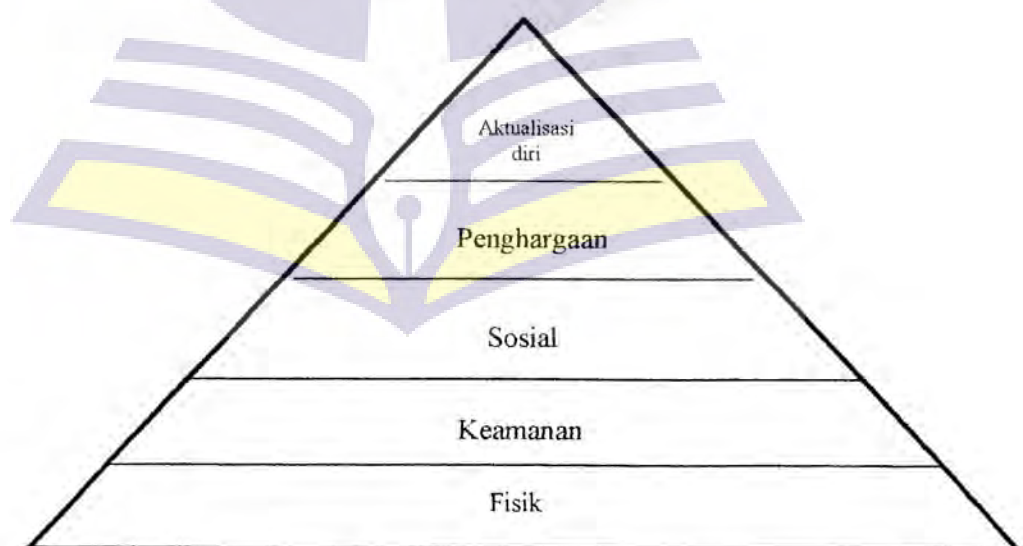 Aktualisasi
diri
Penghargaan
Sosial
Keamanan
Fisik